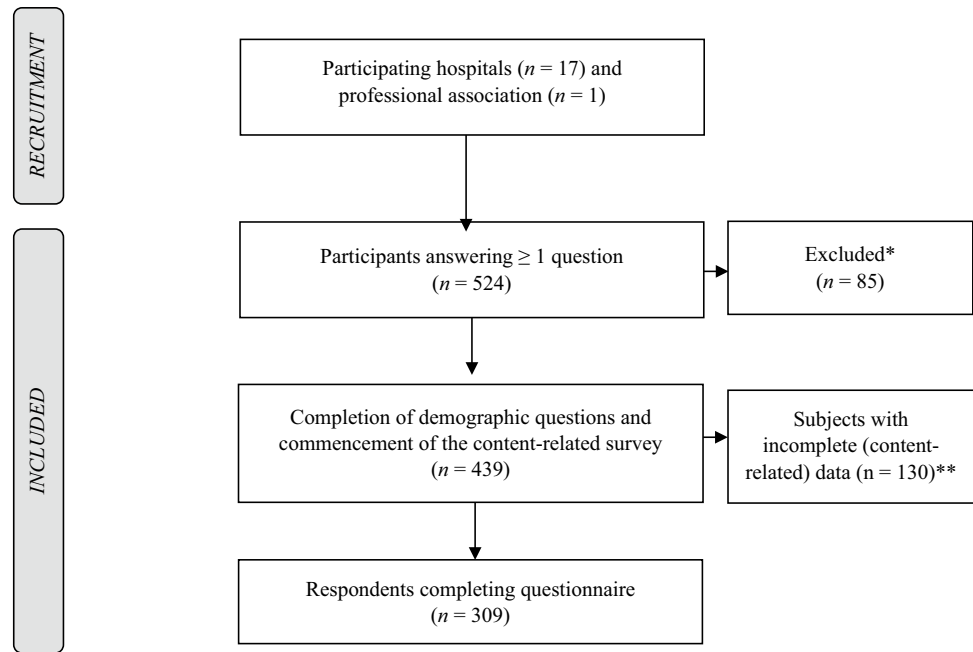 RECRUITMENT
Participating hospitals (n = 17) and
professional association (n = 1)
INCLUDED
Participants answering ≥ 1 question
(n = 524)
Excluded*
(n = 85)
Completion of demographic questions and
commencement of the content-related survey
(n = 439)
Subjects with
incomplete (content-
related) data (n = 130)**
Respondents completing questionnaire
(n = 309)